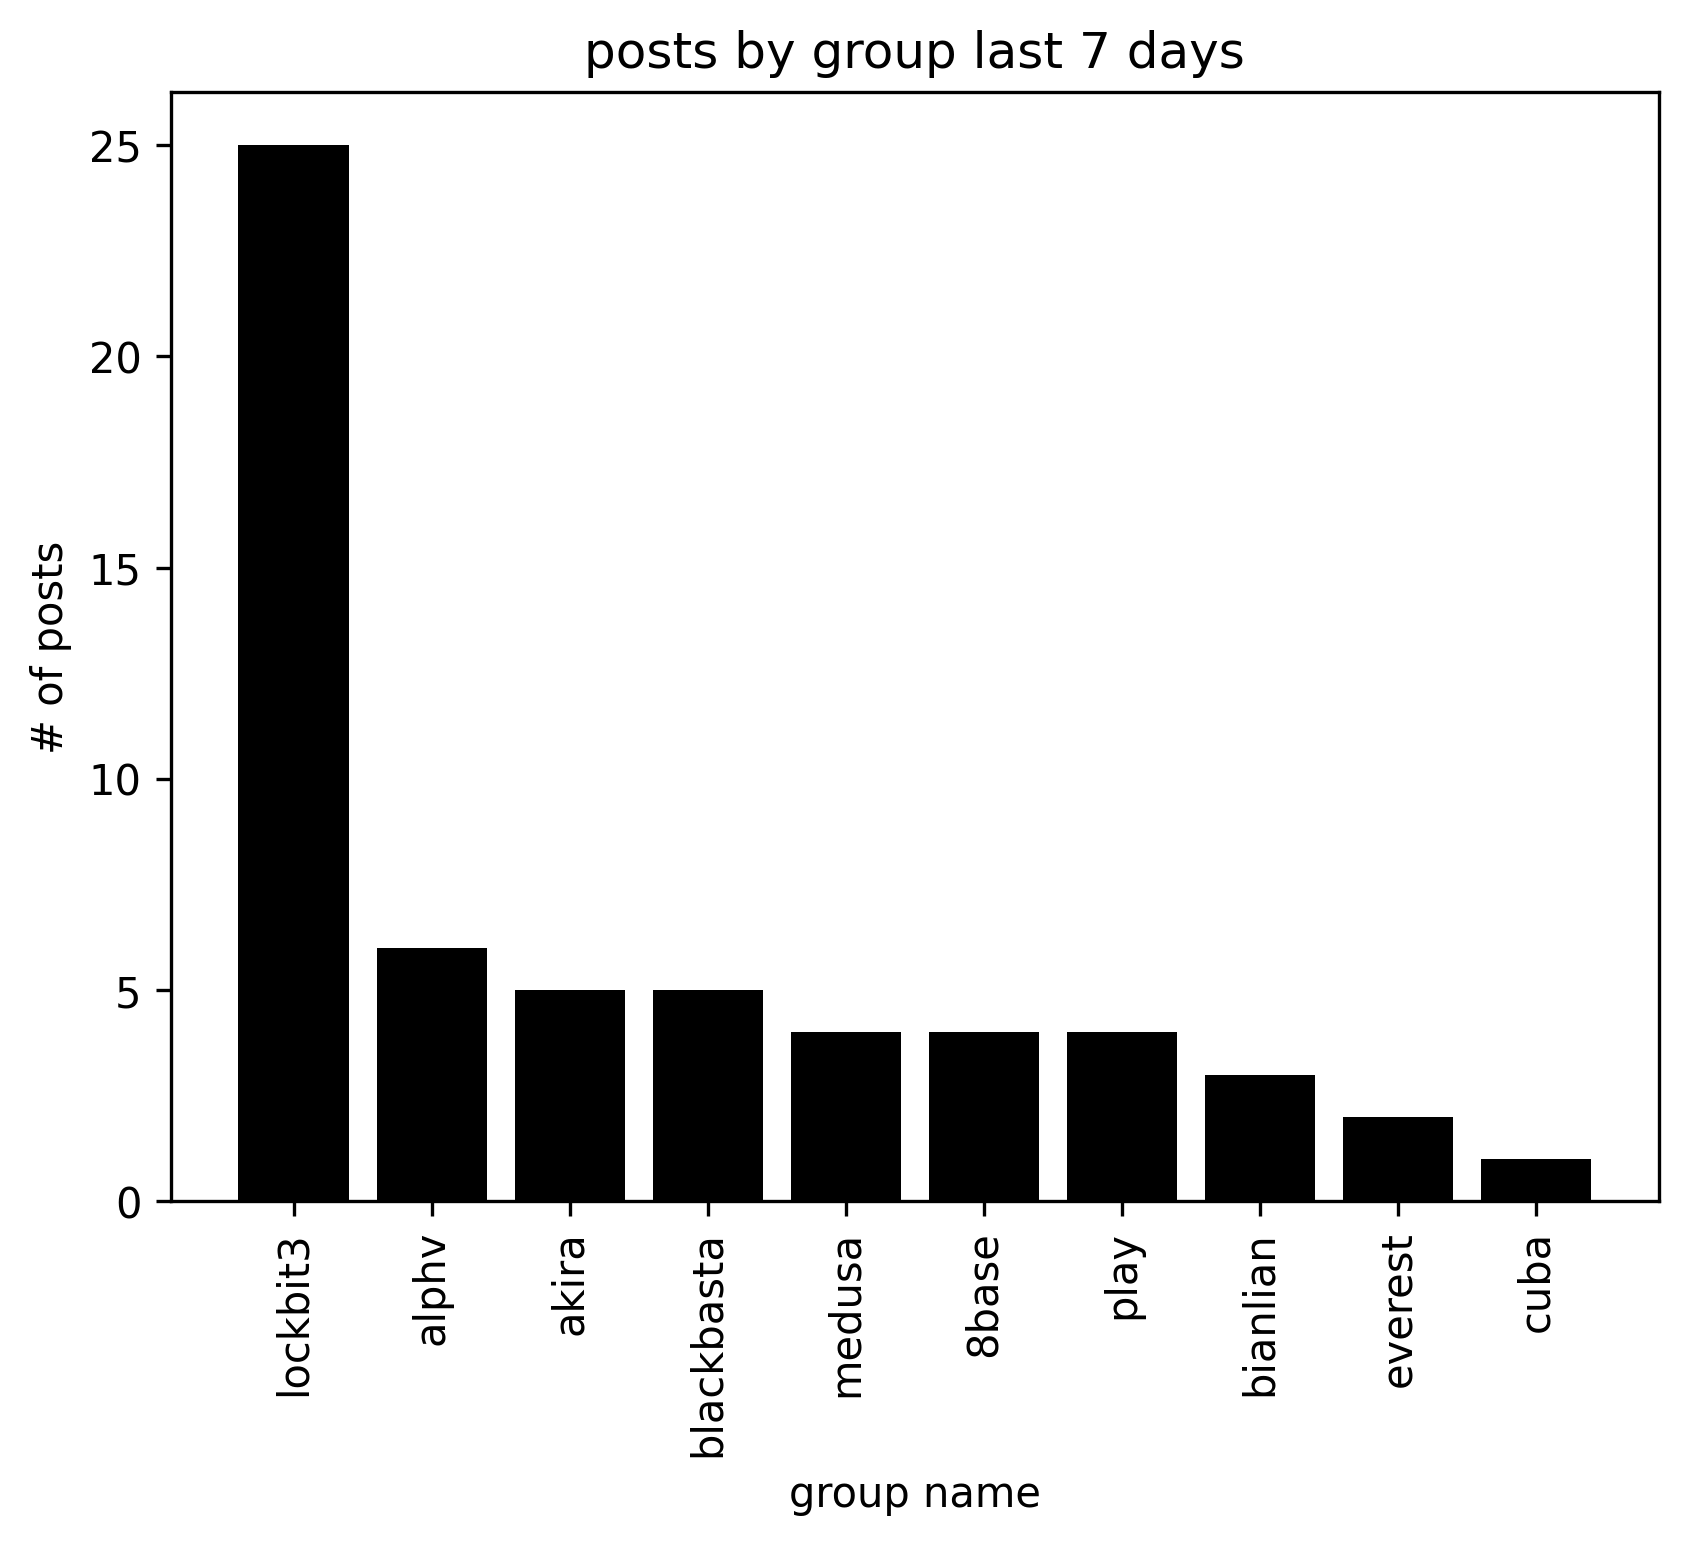 posts by group last 7 days
# of posts
25
20
15
10
5
0
lockbit3
alphv
akira
blackbasta
medusa
8base
play
bianlian
everest
cuba
group name